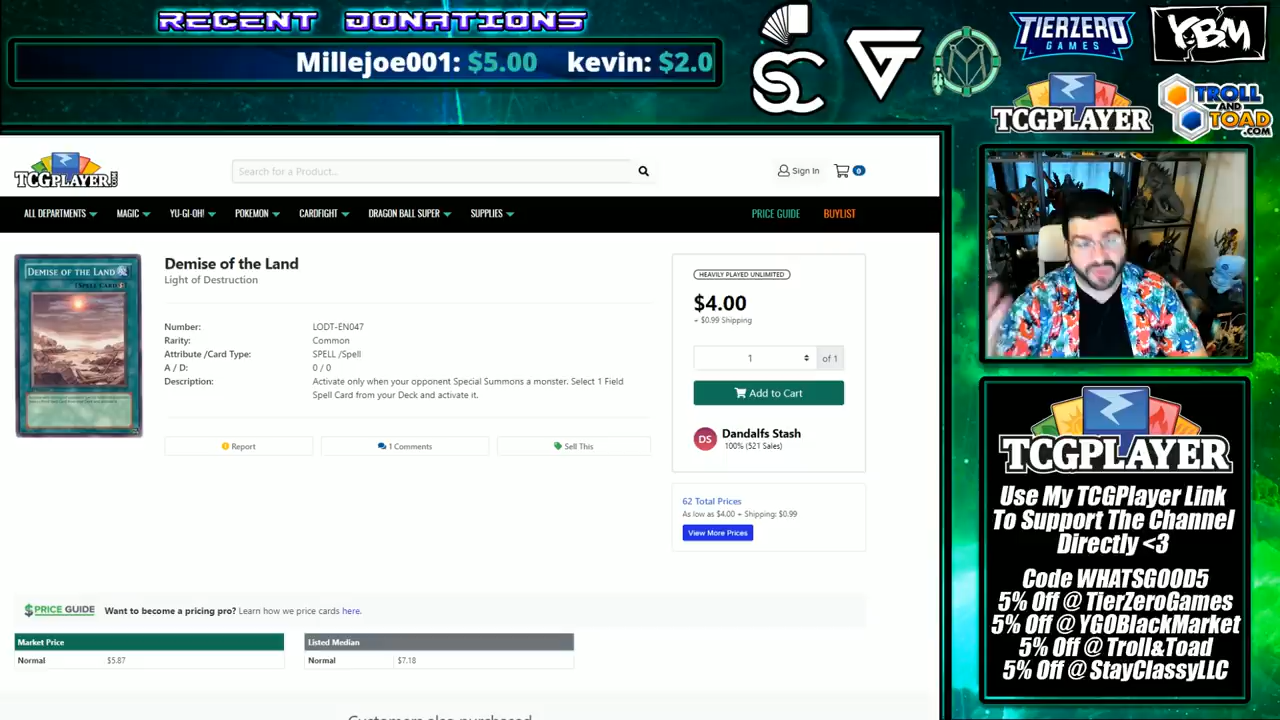 RECENT DONATIONS
Millejoe001: $5.00 kevin: $2.0
SC
TIERZERO
GAMES
YBM
TCGPLAYER
TROLL
AND
TOAD
.COM
TCGPLAYER.COM
Search for a Product...
Sign In
0
ALL DEPARTMENTS
MAGIC
YU-GI-OH!
POKEMON
CARDFIGHT
DRAGON BALL SUPER
SUPPLIES
PRICE GUIDE
BUYLIST
DEMISE OF THE LAND
[SPELL CARD]
Demise of the Land
Light of Destruction
Number: LODT-EN047
Rarity: Common
Attribute /Card Type: SPELL /Spell
A / D: 0 / 0
Description: Activate only when your opponent Special Summons a monster. Select 1 Field
Spell Card from your Deck and activate it.
Report
1 Comments
Sell This
HEAVILY PLAYED UNLIMITED
$4.00
+ $0.99 Shipping
1 of 1
Add to Cart
DS
Dandalfs Stash
100% (521 Sales)
62 Total Prices
As low as $4.00 + Shipping: $0.99
View More Prices
$PRICE GUIDE Want to become a pricing pro? Learn how we price cards here.
Market Price
Normal $5.87
Listed Median
Normal $7.18
Customers also purchased
TCGPLAYER
Use My TCGPlayer Link
To Support The Channel
Directly <3
Code WHATSGOOD5
5% Off @ TierZeroGames
5% Off @ YGOBlackMarket
5% Off @ Troll&Toad
5% Off @ StayClassyLLC